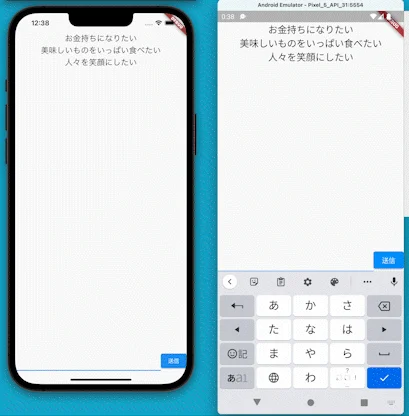 12:38
お金持ちになりたい
美味しいものをいっぱい食べたい
人々を笑顔にしたい
送信
Android Emulator - Pixel_5_API_31:5554
0:38
お金持ちになりたい
美味しいものをいっぱい食べたい
人々を笑顔にしたい
送信
あ か さ
た な は
☺記 ま や ら
あa1 わ